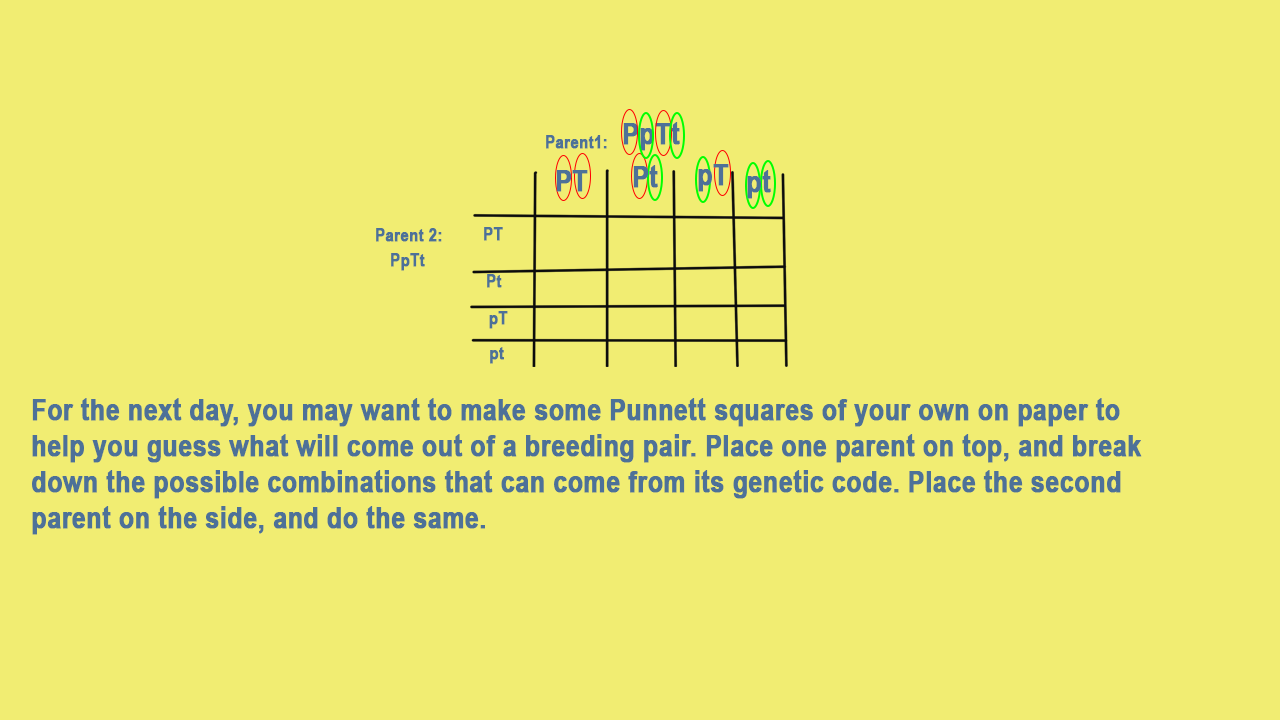 Parent1: PpTt
PT Pt pT pt
Parent 2:
PpTt
PT
Pt
pT
pt
For the next day, you may want to make some Punnett squares of your own on paper to
help you guess what will come out of a breeding pair. Place one parent on top, and break
down the possible combinations that can come from its genetic code. Place the second
parent on the side, and do the same.